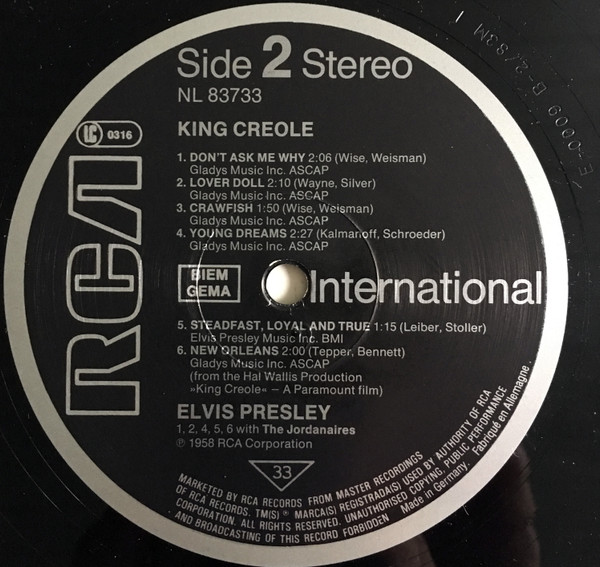 Side 2 Stereo
NL 83733
KING CREOLE
LC 0316
RCA
1. DON'T ASK ME WHY 2:06 (Wise, Weisman)
Gladys Music Inc. ASCAP
2. LOVER DOLL 2:10 (Wayne, Silver)
Gladys Music Inc. ASCAP
3. CRAWFISH 1:50 (Wise, Weisman)
Gladys Music Inc. ASCAP
4. YOUNG DREAMS 2:27 (Kalmanoff, Schroeder)
Gladys Music Inc. ASCAP
BIEM
GEMA
International
5. STEADFAST, LOYAL AND TRUE 1:15 (Leiber, Stoller)
Elvis Presley Music Inc. BMI
6. NEW ORLEANS 2:00 (Tepper, Bennett)
Gladys Music Inc. ASCAP
(from the Hal Wallis Production
»King Creole« – A Paramount film)
ELVIS PRESLEY
1, 2, 4, 5, 6 with The Jordanaires
℗ 1958 RCA Corporation
33
MARKETED BY RCA RECORDS FROM MASTER RECORDINGS
OF RCA RECORDS. TM(S) ® MARCA(S) REGISTRADA(S) USED BY AUTHORITY OF RCA
CORPORATION. ALL RIGHTS RESERVED. UNAUTHORISED COPYING, PUBLIC PERFORMANCE
AND BROADCASTING OF THIS RECORD FORBIDDEN Made in Germany. Fabriqué en Allemagne.